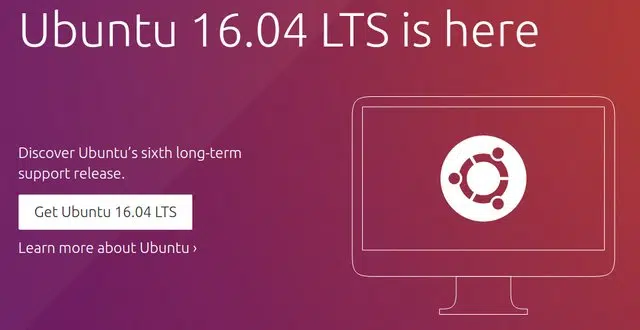 Ubuntu 16.04 LTS is here
Discover Ubuntu’s sixth long-term
support release.
Get Ubuntu 16.04 LTS
Learn more about Ubuntu ›